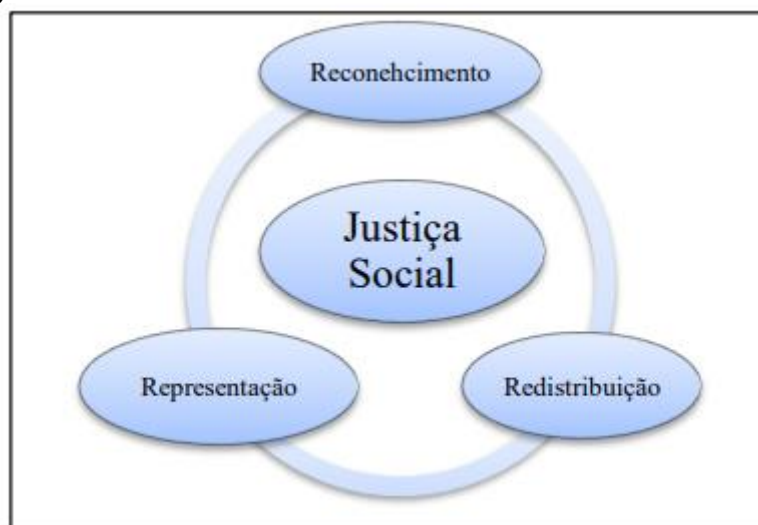 Reconehcimento
Justiça
Social
Representação
Redistribuição